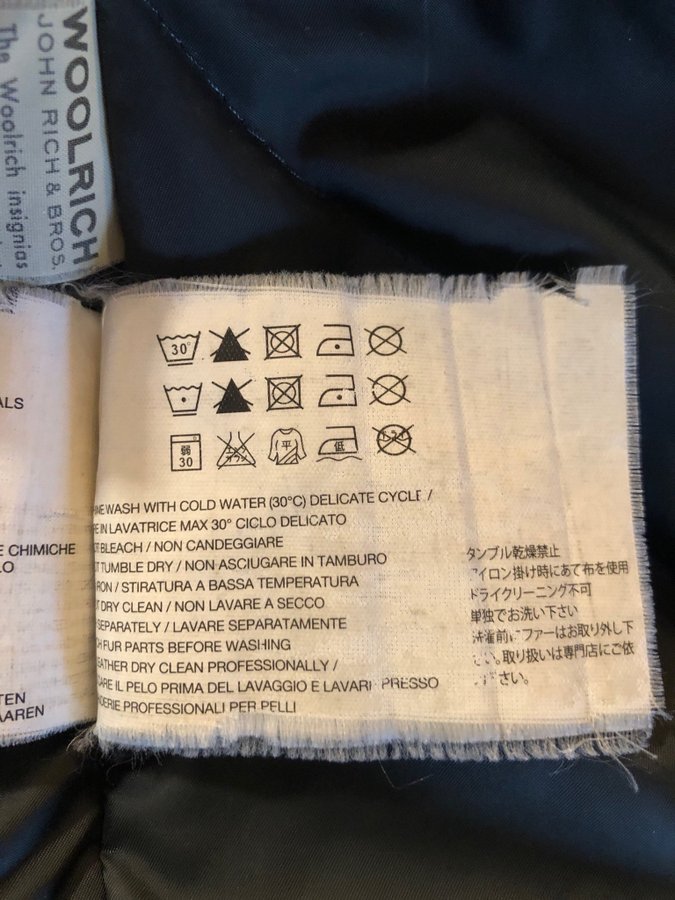 WOOLRICH
JOHN RICH & BROS.
The Woolrich insignias
ALS
E CHIMICHE
LO
TEN
AAREN
30°
弱
30
平
低
WASH WITH COLD WATER (30°C) DELICATE CYCLE /
IN LAVATRICE MAX 30° CICLO DELICATO
BLEACH / NON CANDEGGIARE
TUMBLE DRY / NON ASCIUGARE IN TAMBURO
RON / STIRATURA A BASSA TEMPERATURA
DRY CLEAN / NON LAVARE A SECCO
SEPARATELY / LAVARE SEPARATAMENTE
FUR PARTS BEFORE WASHING
EATHER DRY CLEAN PROFESSIONALLY /
IL PELO PRIMA DEL LAVAGGIO E LAVARE PRESSO
PROFESSIONALI PER PELLI
タンブル乾燥禁止
アイロン掛け時にあて布を使用
ドライクリーニング不可
単独でお洗い下さい
洗濯前にファーはお取り外し下
さい。取り扱いは専門店にご依
さい。